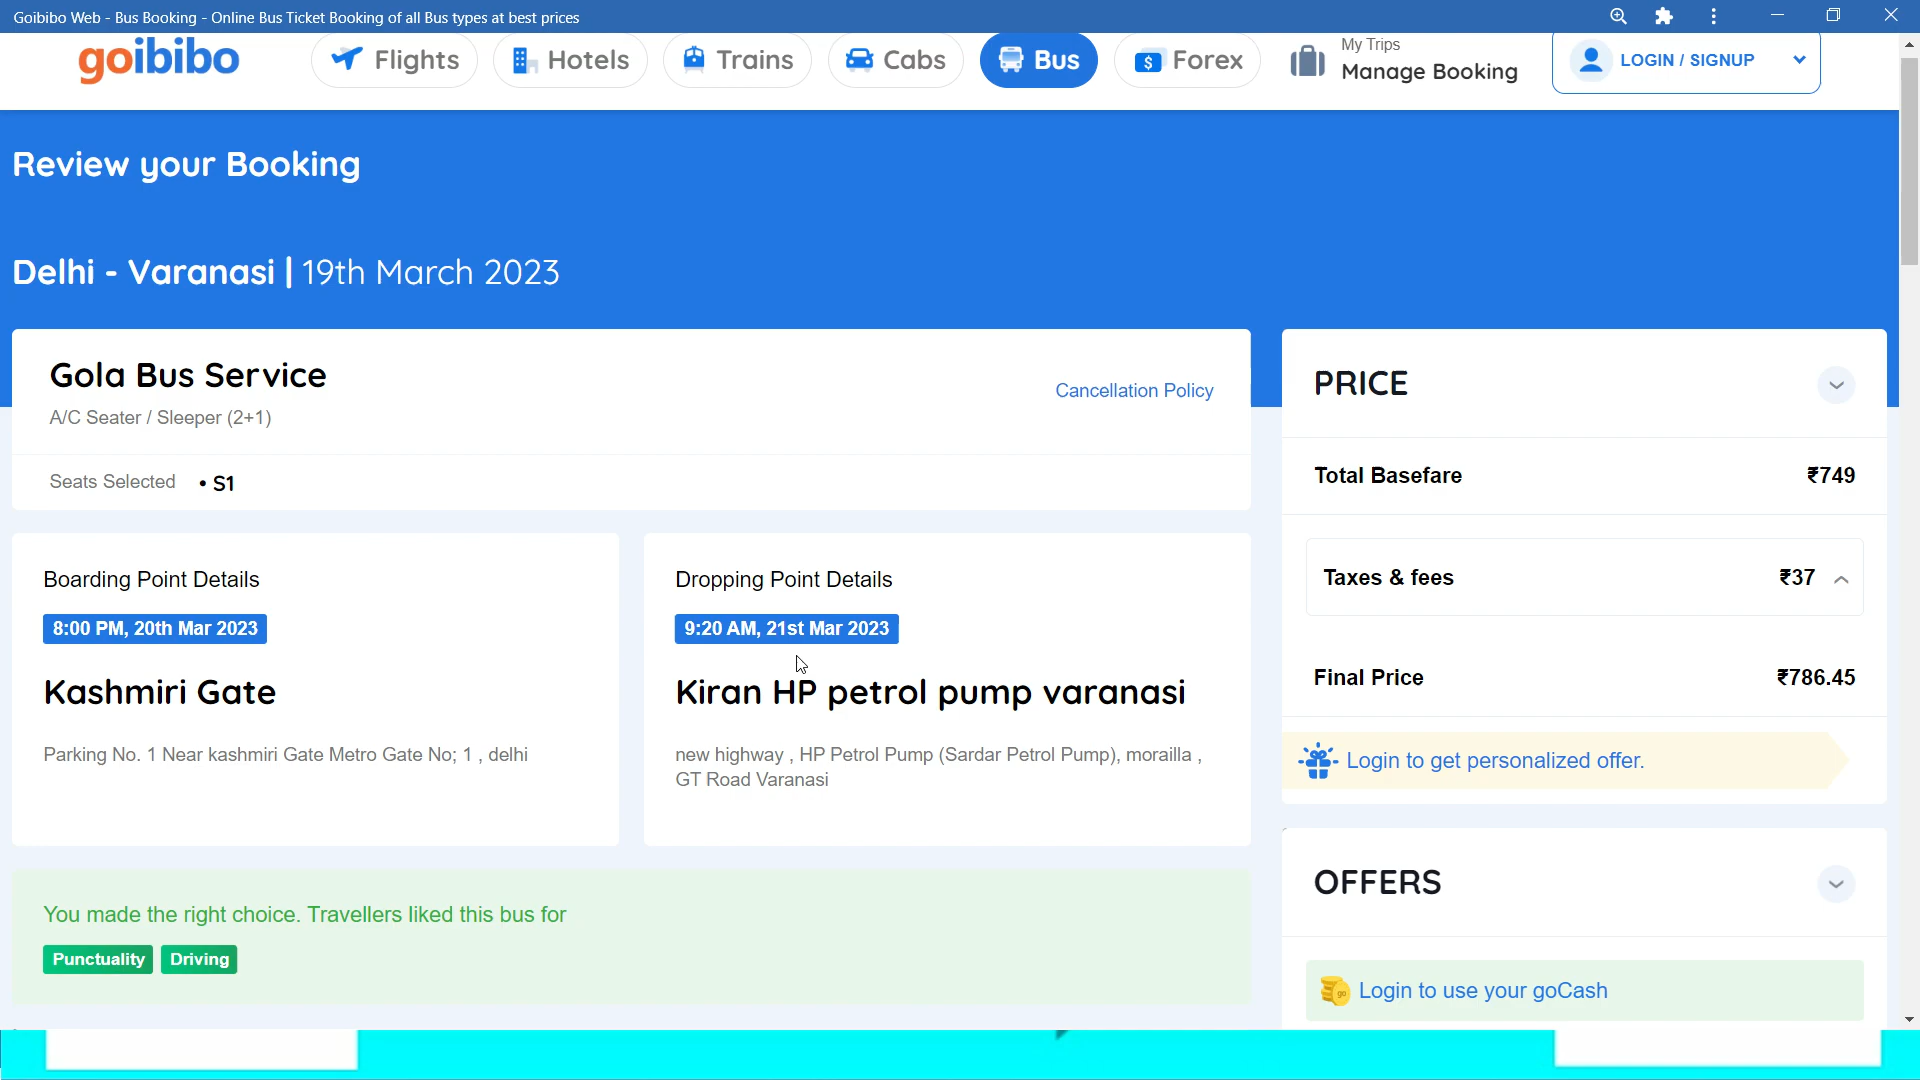 Goibibo Web - Bus Booking - Online Bus Ticket Booking of all Bus types at best prices
goibibo
Flights
Hotels
Trains
Cabs
Bus
$
Forex
My Trips
Manage Booking
LOGIN / SIGNUP
Review your Booking
Delhi - Varanasi | 19th March 2023
Gola Bus Service
A/C Seater / Sleeper (2+1)
Cancellation Policy
Seats Selected • S1
Boarding Point Details
8:00 PM, 20th Mar 2023
Kashmiri Gate
Parking No. 1 Near kashmiri Gate Metro Gate No; 1 , delhi
Dropping Point Details
9:20 AM, 21st Mar 2023
Kiran HP petrol pump varanasi
new highway , HP Petrol Pump (Sardar Petrol Pump), morailla ,
GT Road Varanasi
You made the right choice. Travellers liked this bus for
Punctuality
Driving
PRICE
Total Basefare ₹749
Taxes & fees ₹37
Final Price ₹786.45
Login to get personalized offer.
OFFERS
go
Login to use your goCash